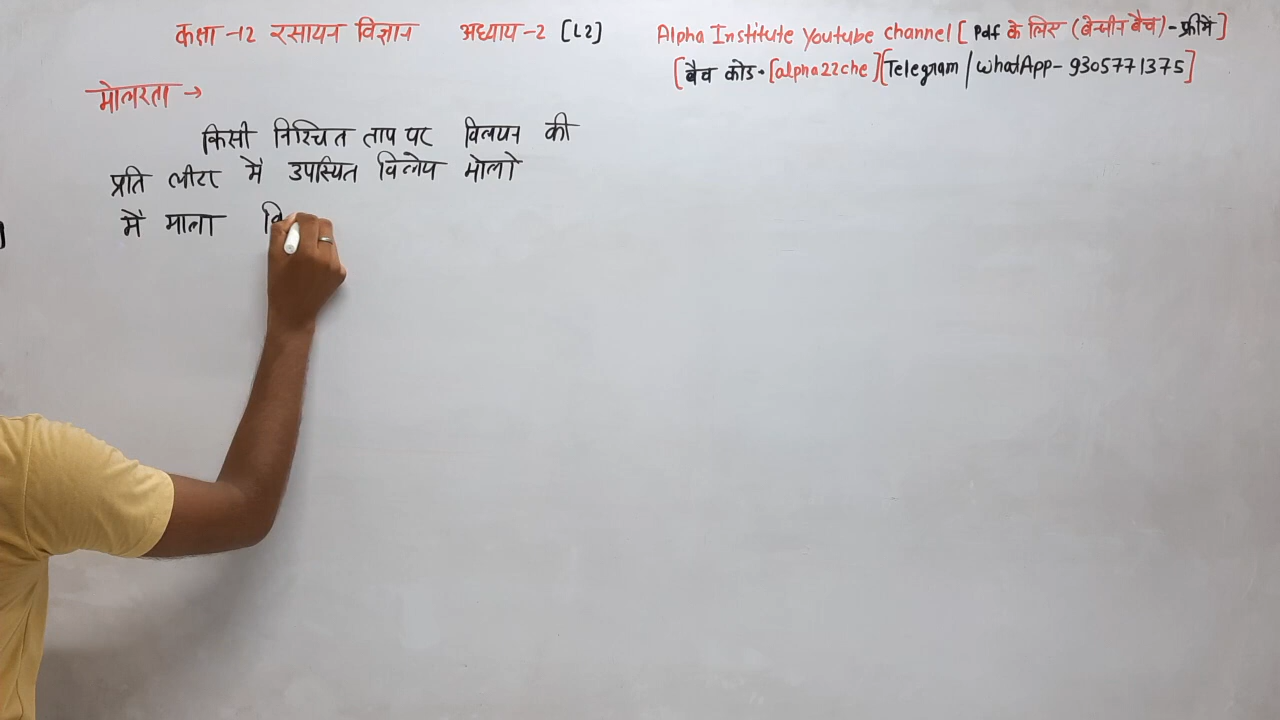 कक्षा -12 रसायन विज्ञान अध्याय -2 [L2]
Alpha Institute Youtube channel [ Pdf के लिए (बेन्जीन बैच) - फ्री में ]
[ बैच कोड - [alpha22che] [Telegram / WhatApp - 9305771375]
मोलरता →
किसी निश्चित ताप पर विलयन की
प्रति लीटर में उपस्थित विलेय मोलो
में मात्रा वि